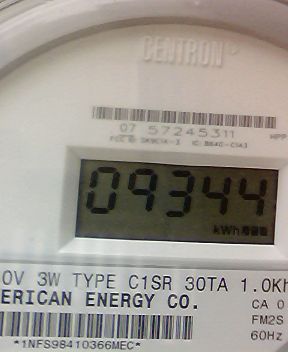 CENTRON®
07 57245311
09344
kWh
0V 3W TYPE C1SR 30TA 1.0Kh
ERICAN ENERGY CO.
CA 0
FM2S
60Hz
*1NFS98410366MEC*